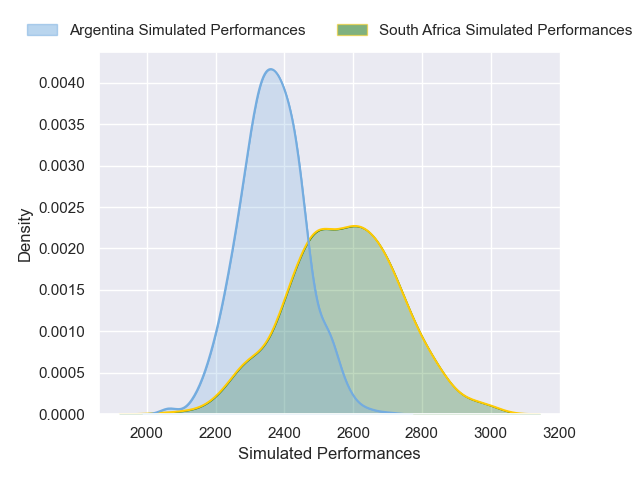 Argentina Simulated Performances South Africa Simulated Performances
0.0040
0.0035
0.0030
0.0025
0.0020
0.0015
0.0010
0.0005
0.0000
Density
2000 2200 2400 2600 2800 3000 3200
Simulated Performances